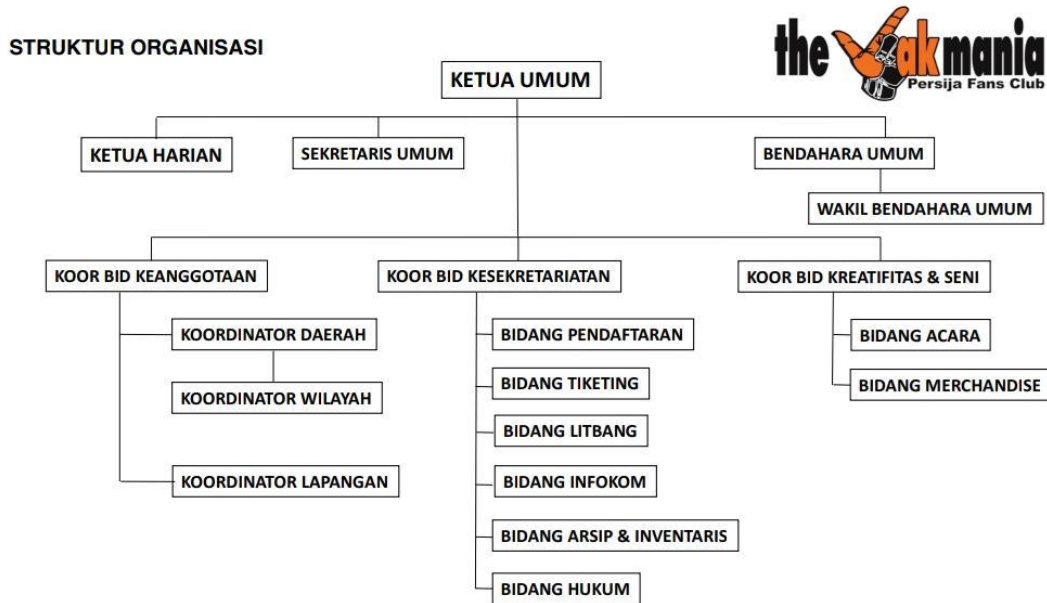 STRUKTUR ORGANISASI
the Jakmania
Persija Fans Club
KETUA UMUM
KETUA HARIAN
SEKRETARIS UMUM
BENDAHARA UMUM
WAKIL BENDAHARA UMUM
KOOR BID KEANGGOTAAN
KOOR BID KESEKRETARIATAN
KOOR BID KREATIFITAS & SENI
KOORDINATOR DAERAH
KOORDINATOR WILAYAH
KOORDINATOR LAPANGAN
BIDANG PENDAFTARAN
BIDANG TIKETING
BIDANG LITBANG
BIDANG INFOKOM
BIDANG ARSIP & INVENTARIS
BIDANG HUKUM
BIDANG ACARA
BIDANG MERCHANDISE